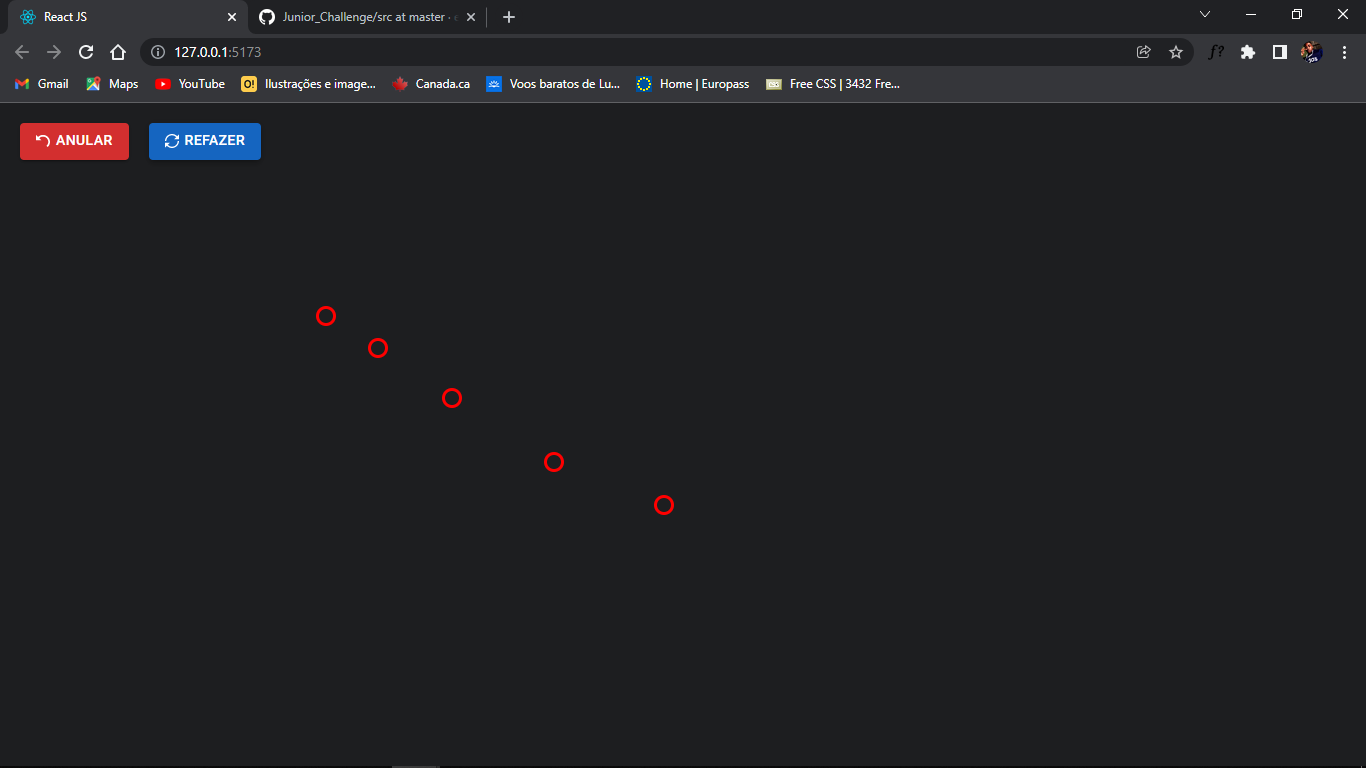 React JS
Junior_Challenge/src at master ·
127.0.0.1:5173
f?
Gmail
Maps
YouTube
O!
Ilustrações e image...
Canada.ca
Voos baratos de Lu...
Home | Europass
Free CSS | 3432 Fre...
ANULAR
REFAZER